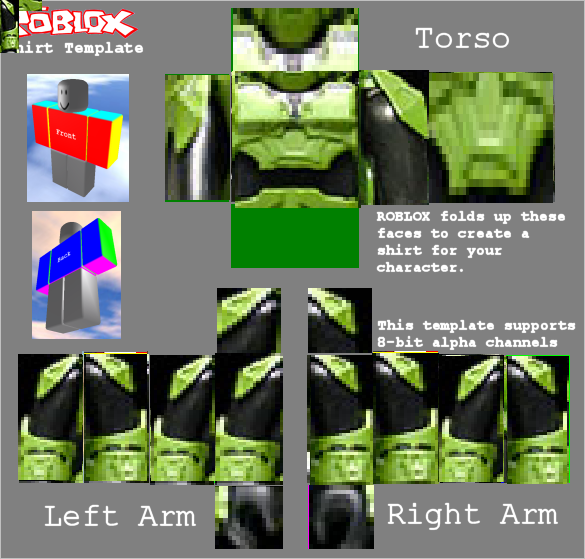 ROBLOX
hirt Template
Torso
Front
Back
ROBLOX folds up these
faces to create a
shirt for your
character.
This template supports
8-bit alpha channels
Left Arm
Right Arm